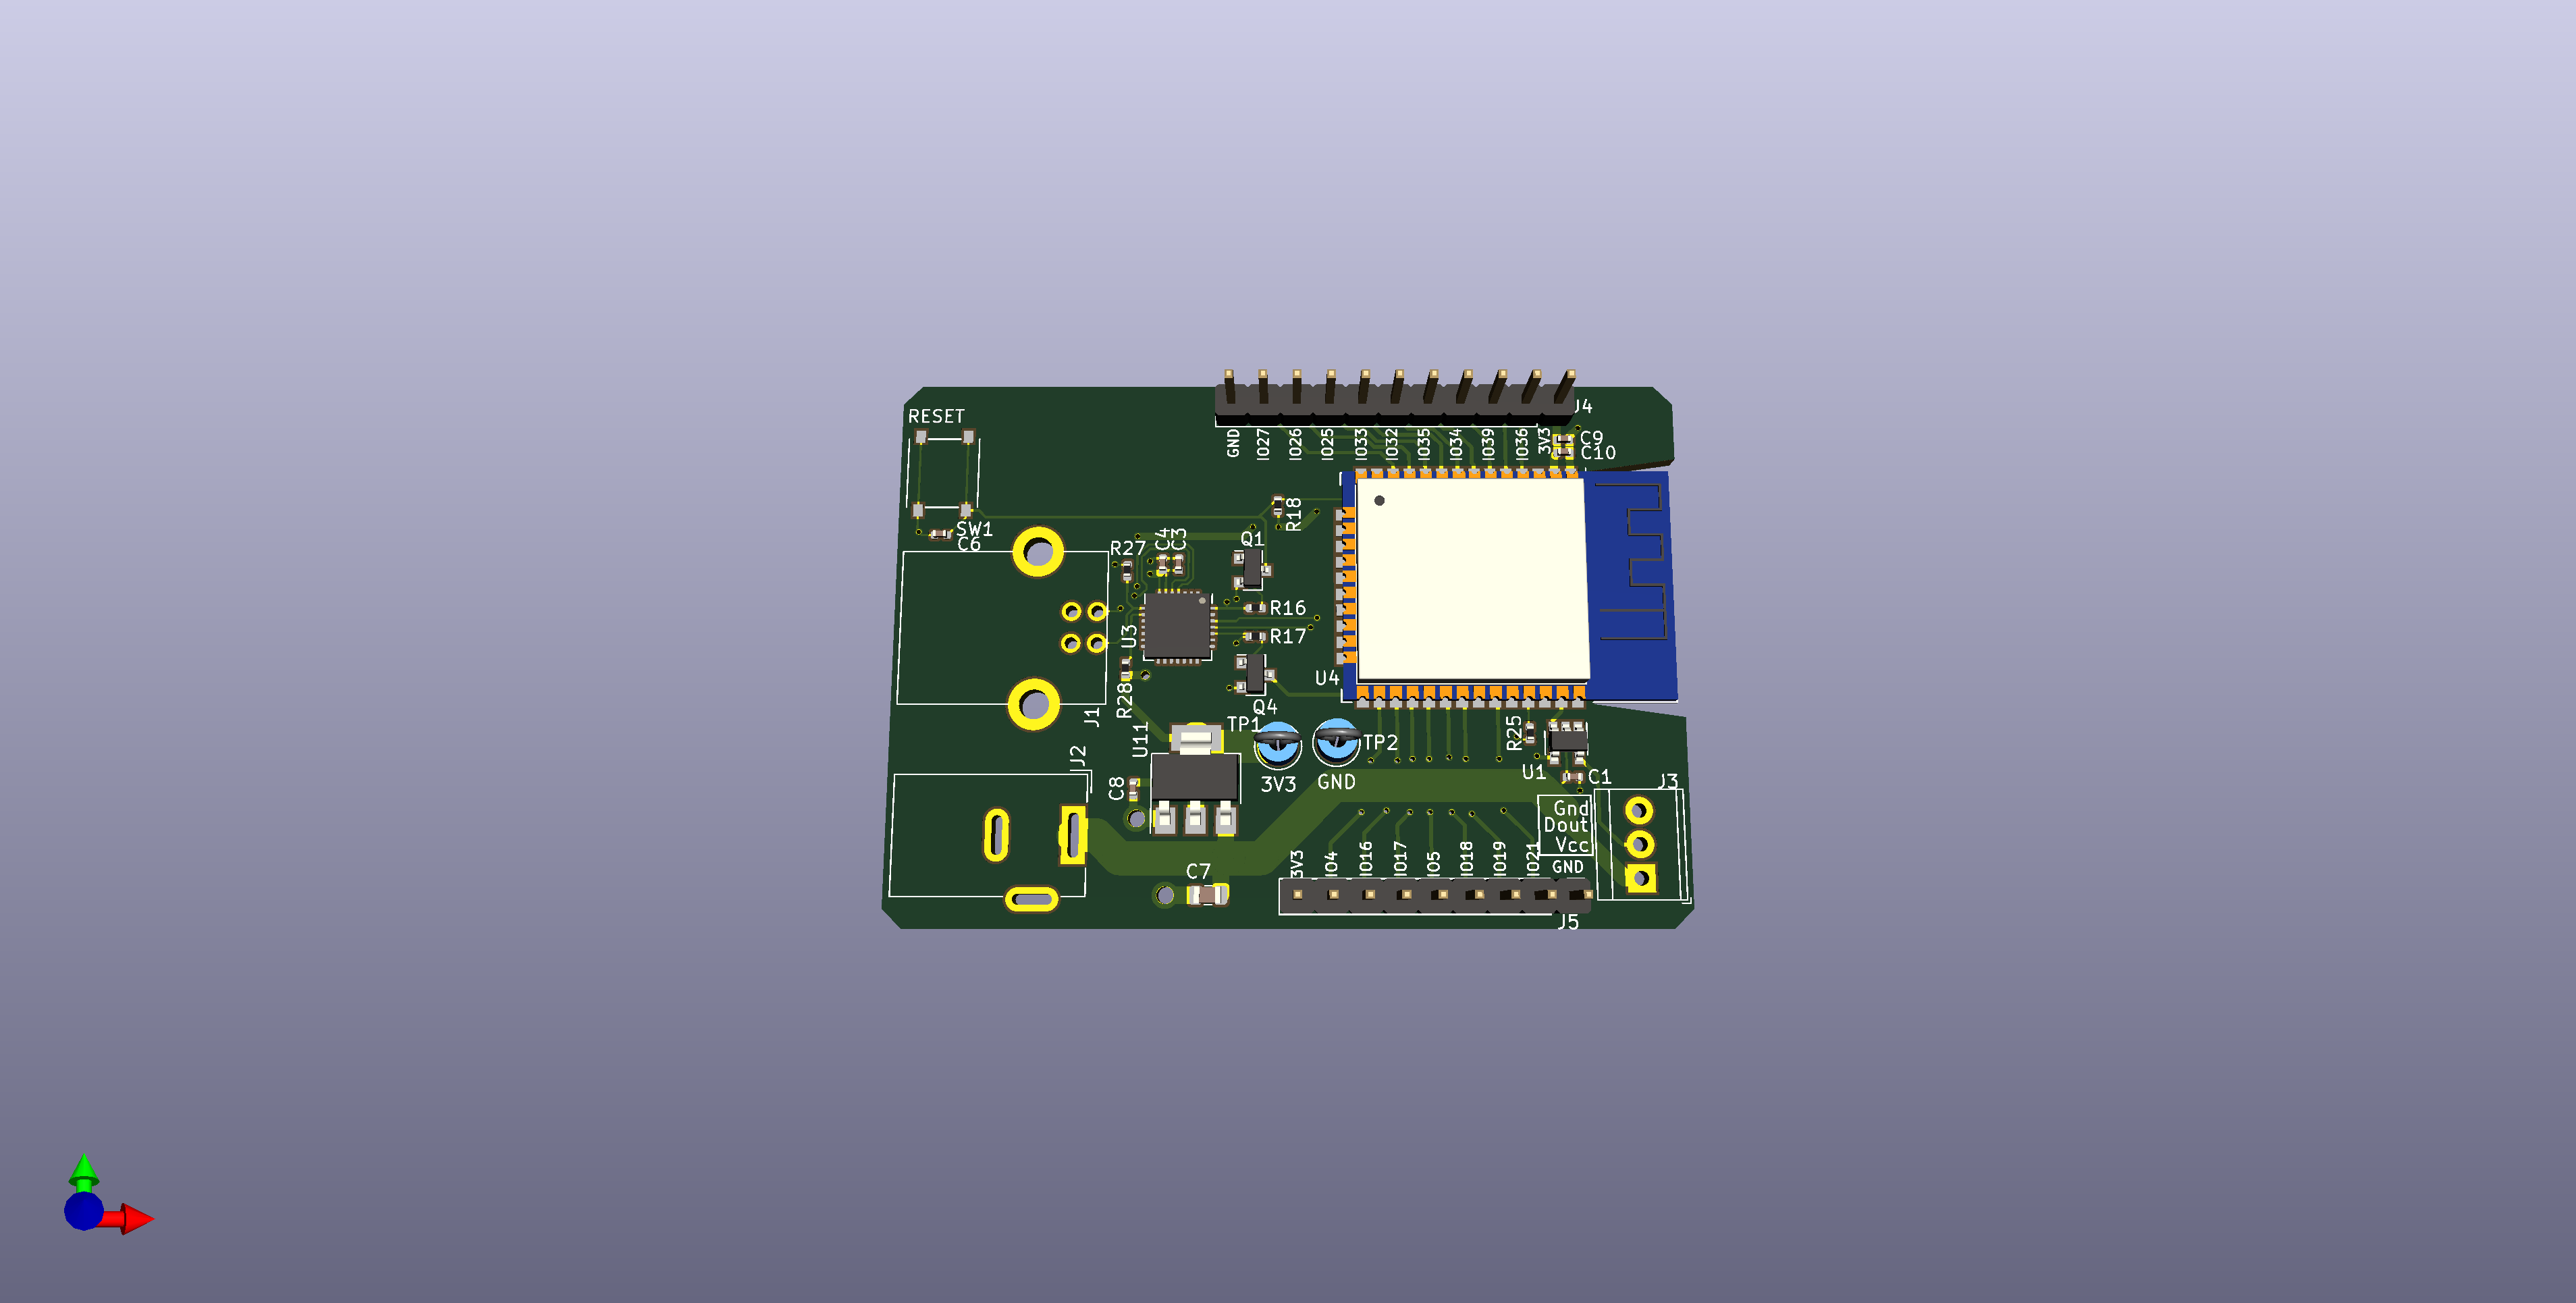 RESET
J4
GND
IO27
IO26
IO25
IO33
IO32
IO35
IO34
IO39
IO36
3V3
C9
C10
SW1
C6
R18
R27
C4
C3
Q1
R16
R17
U3
U4
R28
J1
Q4
TP1
TP2
3V3
GND
U11
J2
C8
C7
R25
U1
C1
J3
Gnd
Dout
Vcc
GND
3V3
IO4
IO16
IO17
IO5
IO18
IO19
IO21
J5